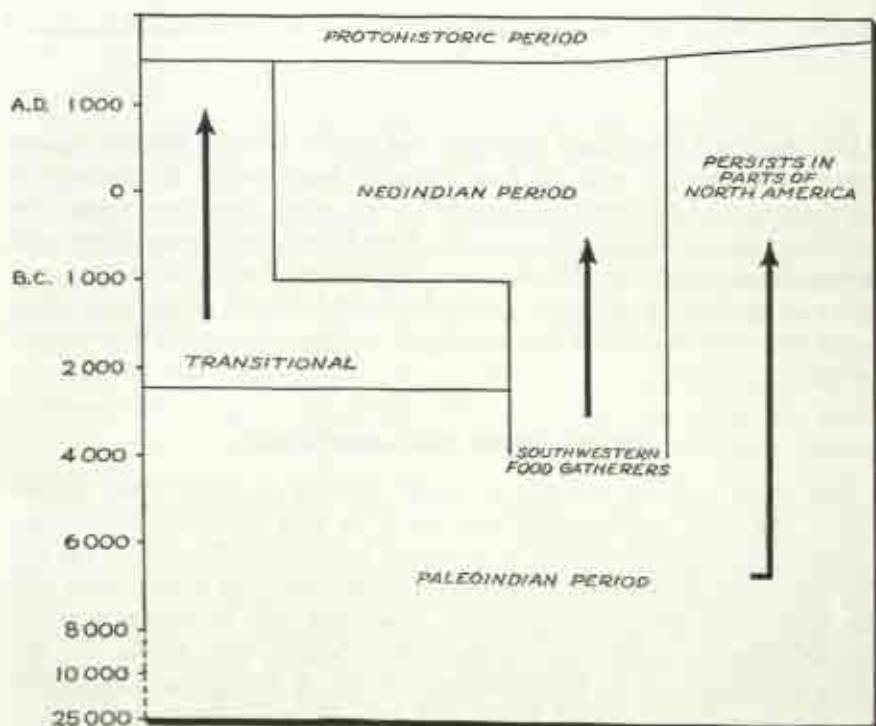 PROTOHISTORIC PERIOD
A.D. 1000
PERSISTS IN
PARTS OF
NORTH AMERICA
0
NEOINDIAN PERIOD
B.C. 1000
TRANSITIONAL
2000
4000
SOUTHWESTERN
FOOD GATHERERS
6000
PALEOINDIAN PERIOD
8000
10000
25000